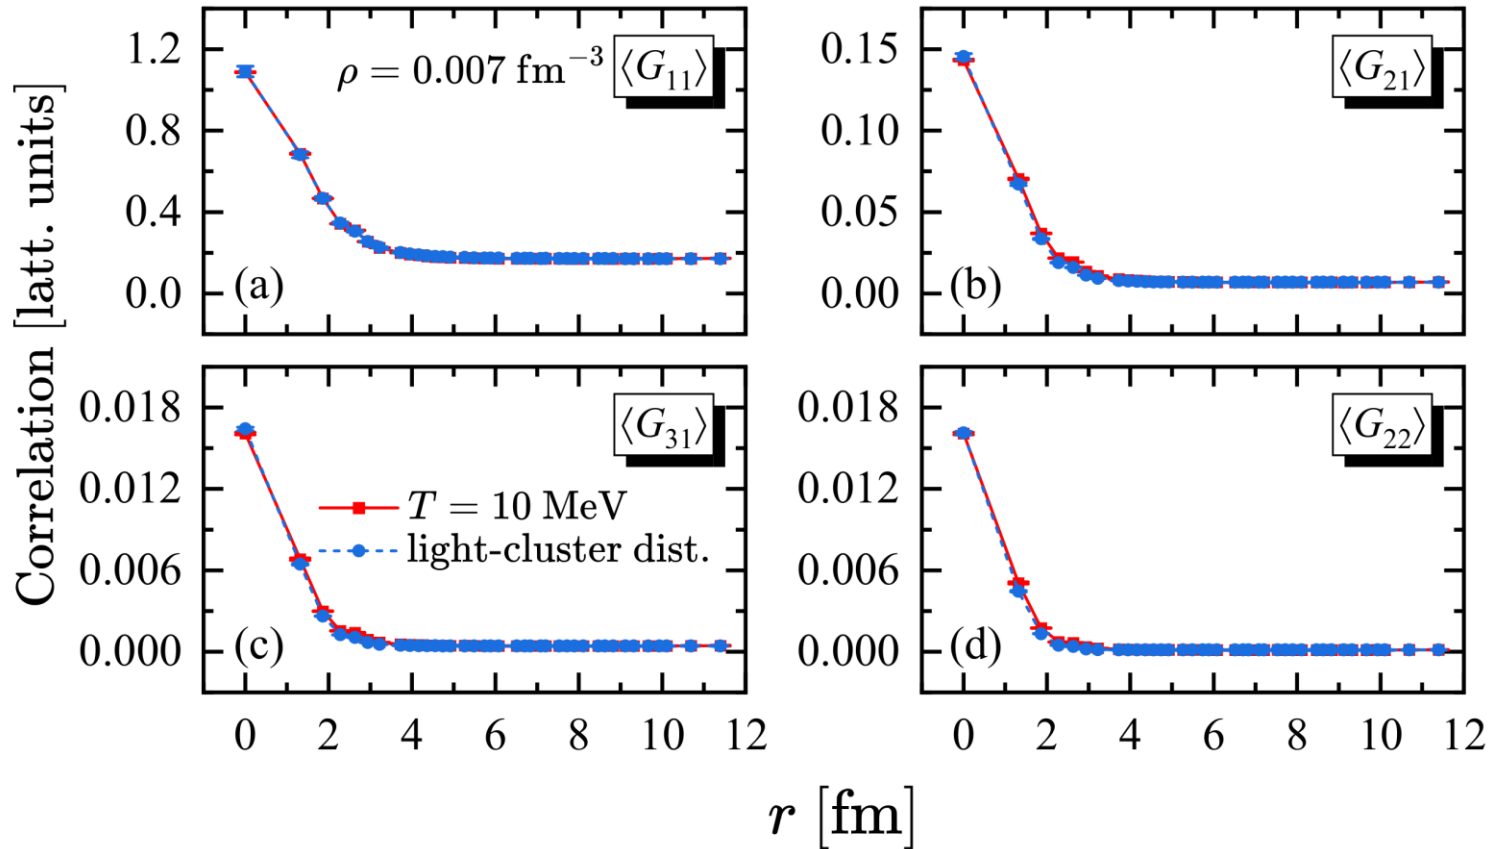 Correlation [latt. units]
1.2
0.8
0.4
0.0
ρ = 0.007 fm⁻³
⟨G₁₁⟩
(a)
0.15
0.10
0.05
0.00
⟨G₂₁⟩
(b)
0.018
0.012
0.006
0.000
⟨G₃₁⟩
T = 10 MeV
light-cluster dist.
(c)
0 2 4 6 8 10 12
0.018
0.012
0.006
0.000
⟨G₂₂⟩
(d)
0 2 4 6 8 10 12
r [fm]